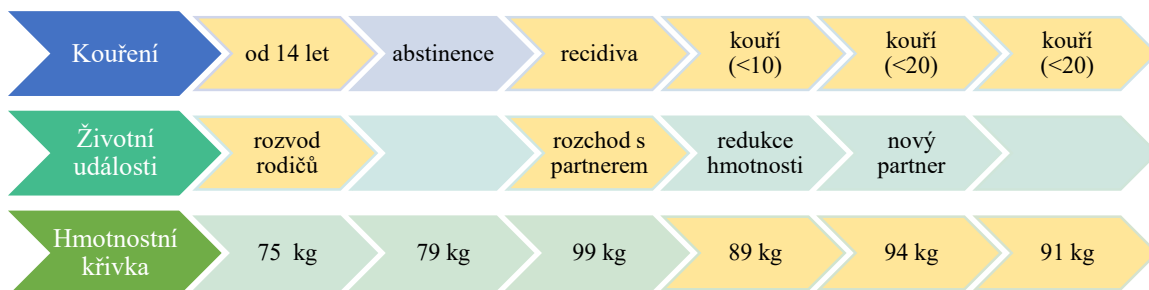 Kouření
od 14 let
abstinence
recidiva
kouří
(<10)
kouří
(<20)
kouří
(<20)
Životní
události
rozvod
rodičů
rozchod s
partnerem
redukce
hmotnosti
nový
partner
Hmotnostní
křivka
75 kg
79 kg
99 kg
89 kg
94 kg
91 kg